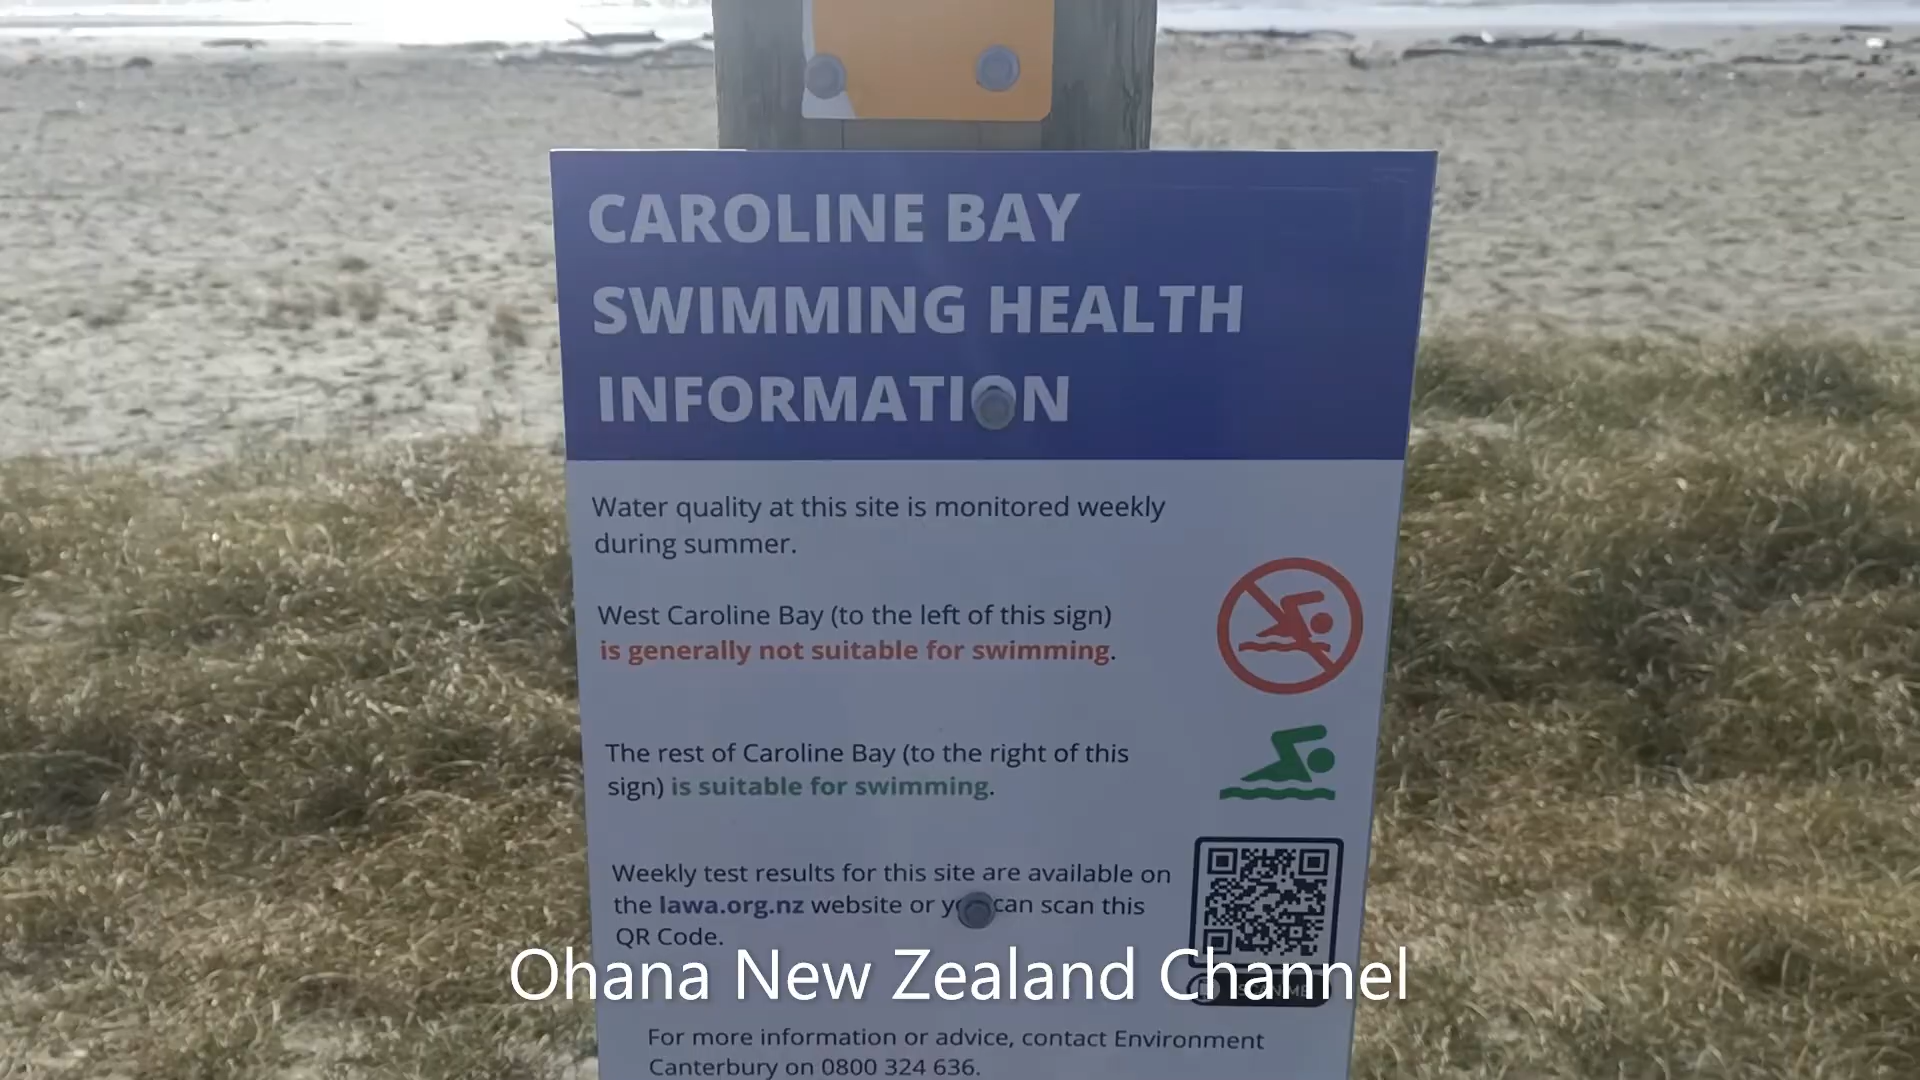 CAROLINE BAY
SWIMMING HEALTH
INFORMATION
Water quality at this site is monitored weekly
during summer.
West Caroline Bay (to the left of this sign)
is generally not suitable for swimming.
The rest of Caroline Bay (to the right of this
sign) is suitable for swimming.
Weekly test results for this site are available on
the lawa.org.nz website or you can scan this
QR Code.
Ohana New Zealand Channel
For more information or advice, contact Environment
Canterbury on 0800 324 636.